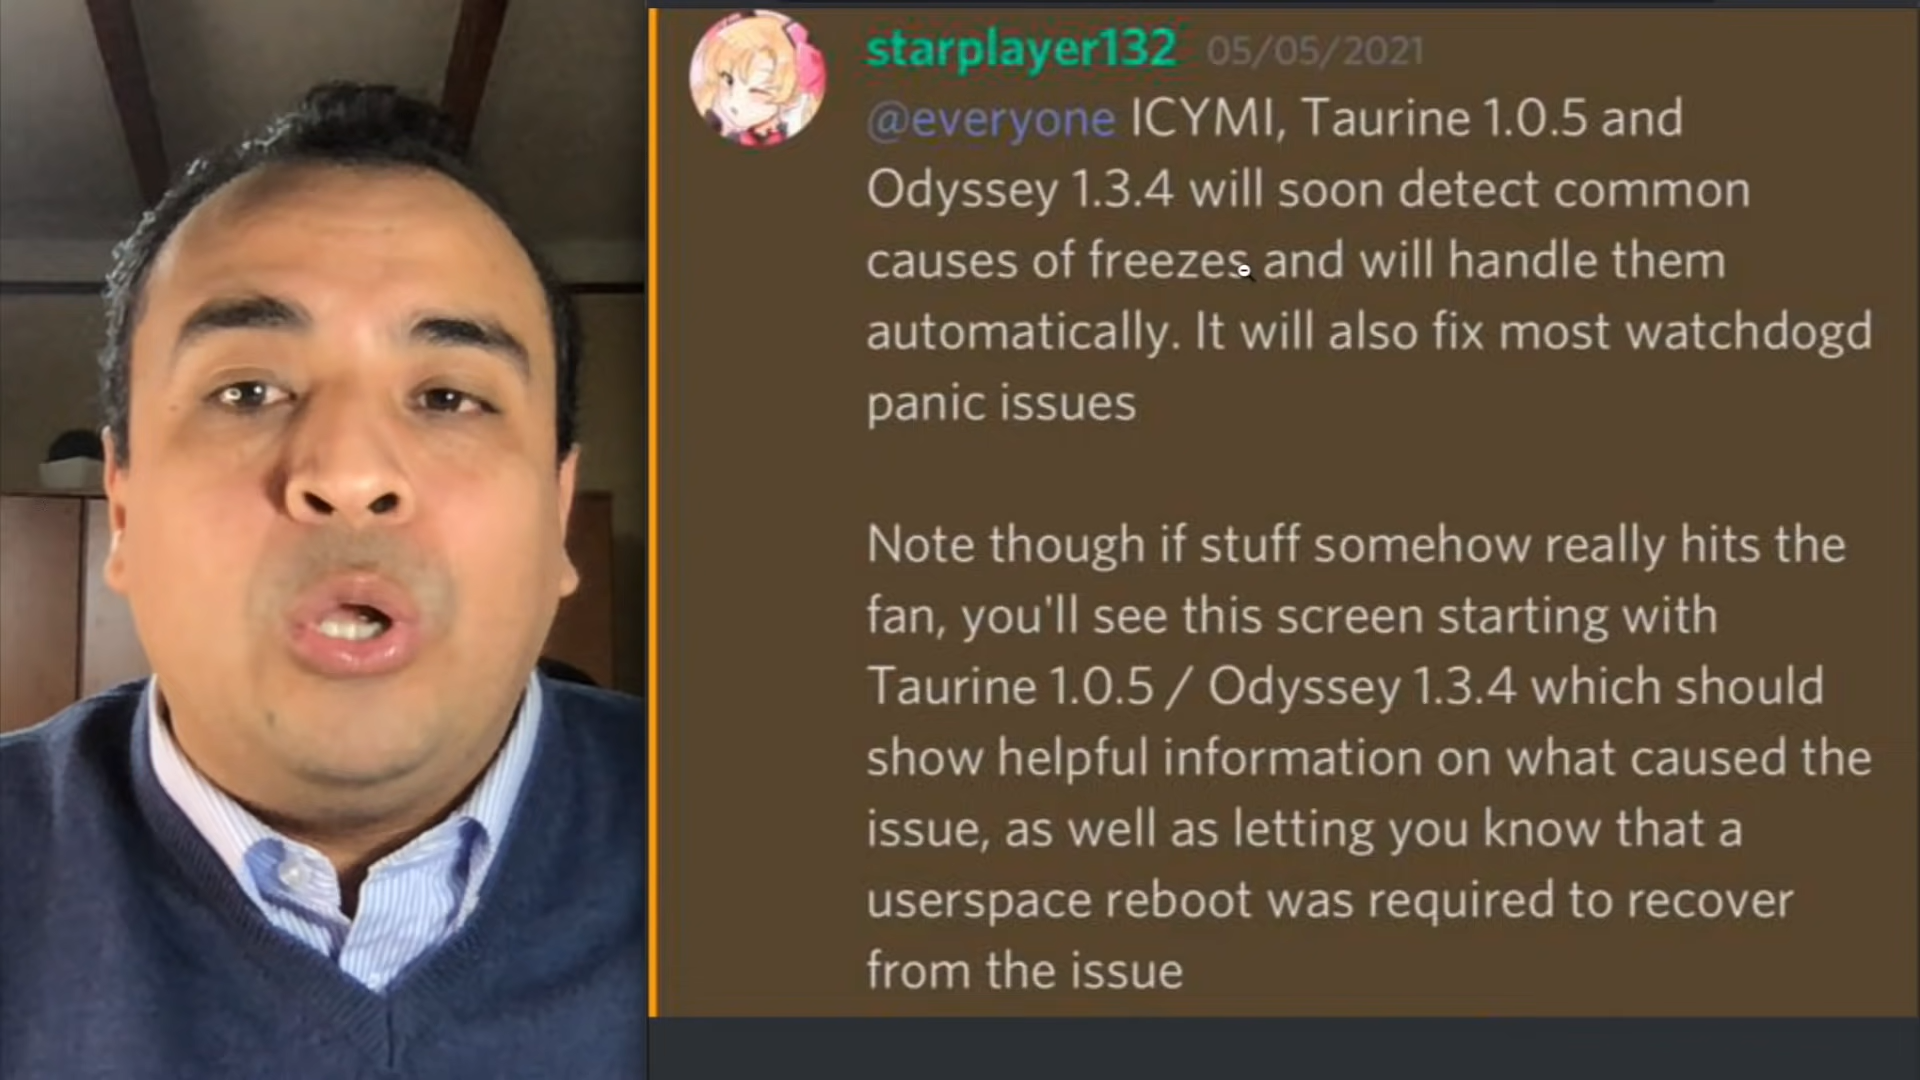 starplayer132 05/05/2021
@everyone ICYMI, Taurine 1.0.5 and
Odyssey 1.3.4 will soon detect common
causes of freezes and will handle them
automatically. It will also fix most watchdogd
panic issues
Note though if stuff somehow really hits the
fan, you'll see this screen starting with
Taurine 1.0.5 / Odyssey 1.3.4 which should
show helpful information on what caused the
issue, as well as letting you know that a
userspace reboot was required to recover
from the issue